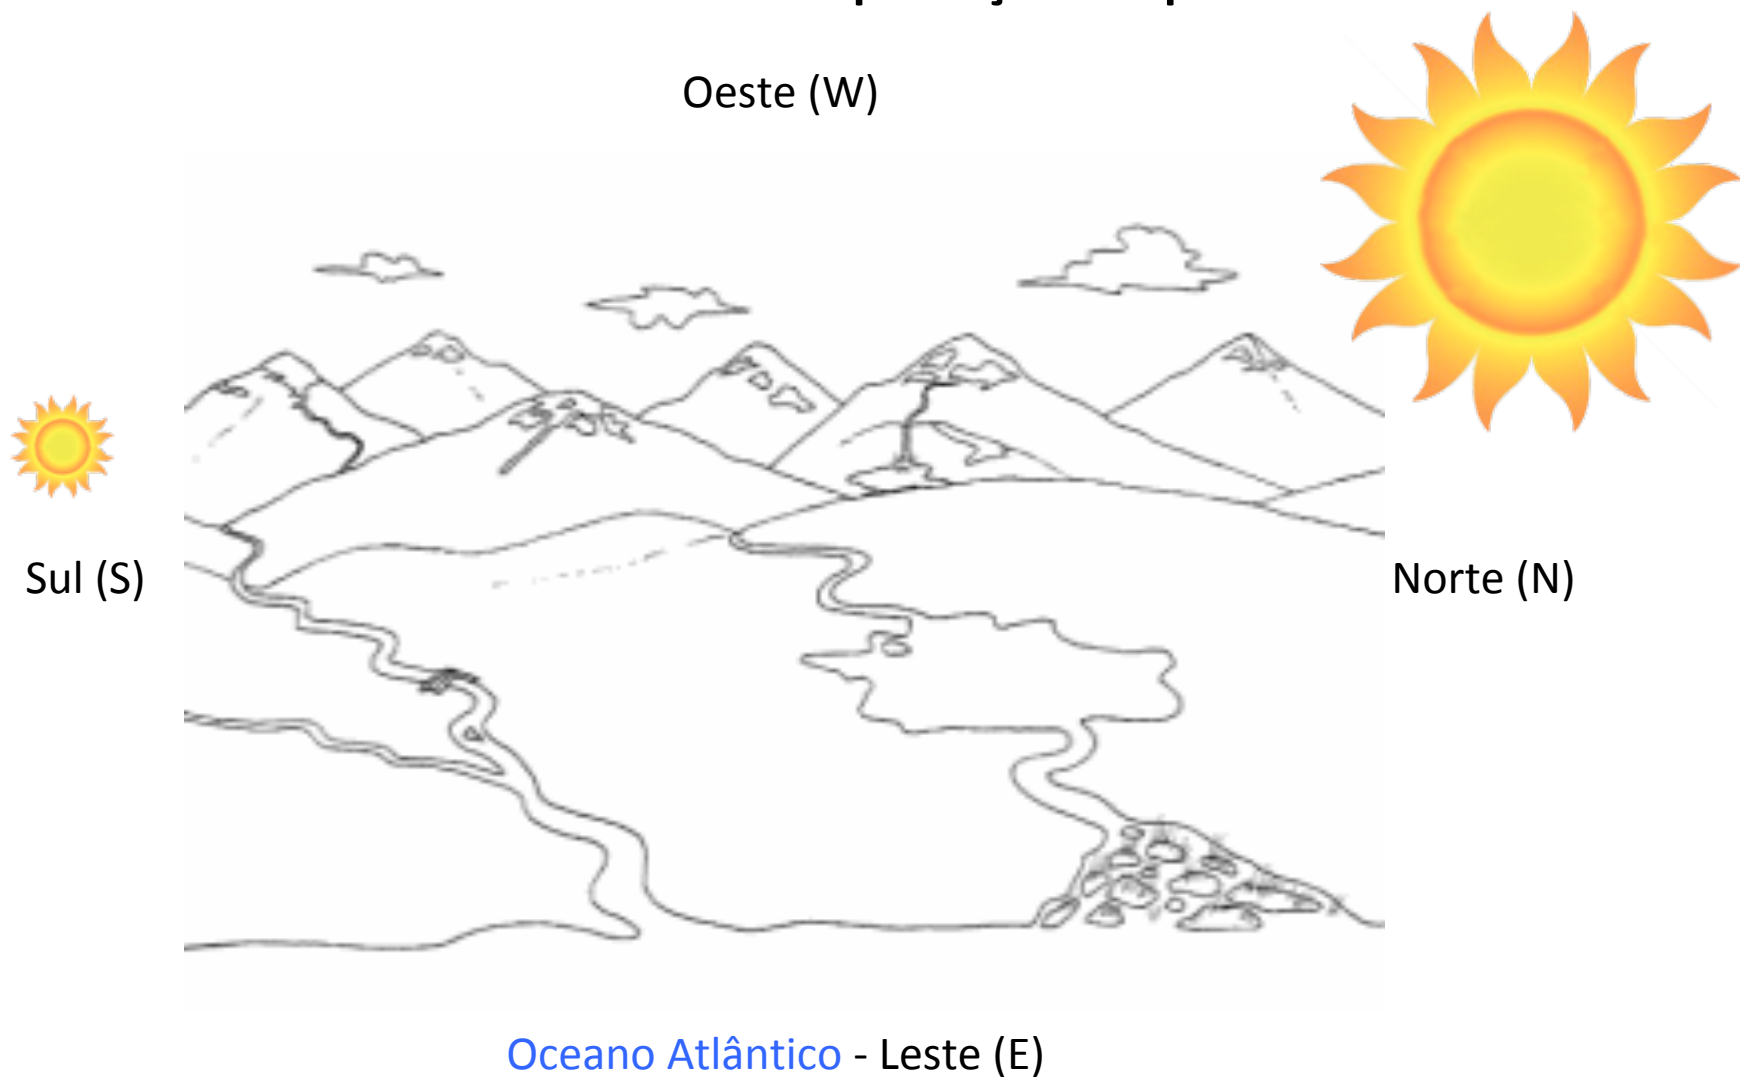 Oeste (W)
Sul (S)
Norte (N)
Oceano Atlântico - Leste (E)